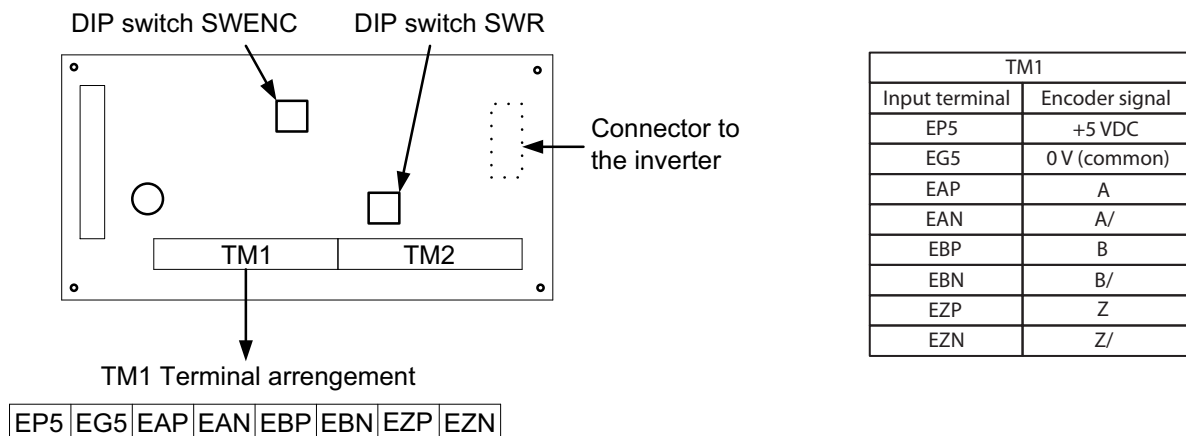 DIP switch SWENC
DIP switch SWR
Connector to
the inverter
TM1
TM2
TM1 Terminal arrengement
EP5 EG5 EAP EAN EBP EBN EZP EZN
TM1
Input terminal Encoder signal
EP5 +5 VDC
EG5 0 V (common)
EAP A
EAN A/
EBP B
EBN B/
EZP Z
EZN Z/